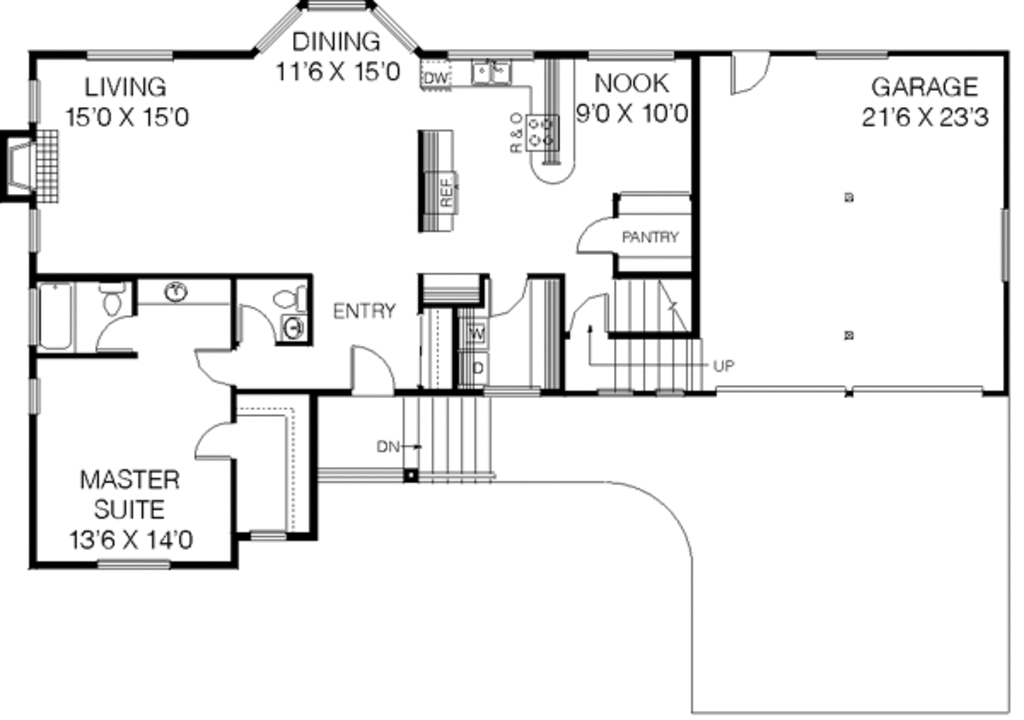 DINING
11'6 X 15'0
LIVING
15'0 X 15'0
DW
NOOK
9'0 X 10'0
GARAGE
21'6 X 23'3
R & O
REF.
PANTRY
ENTRY
W
D
UP
DN
MASTER
SUITE
13'6 X 14'0